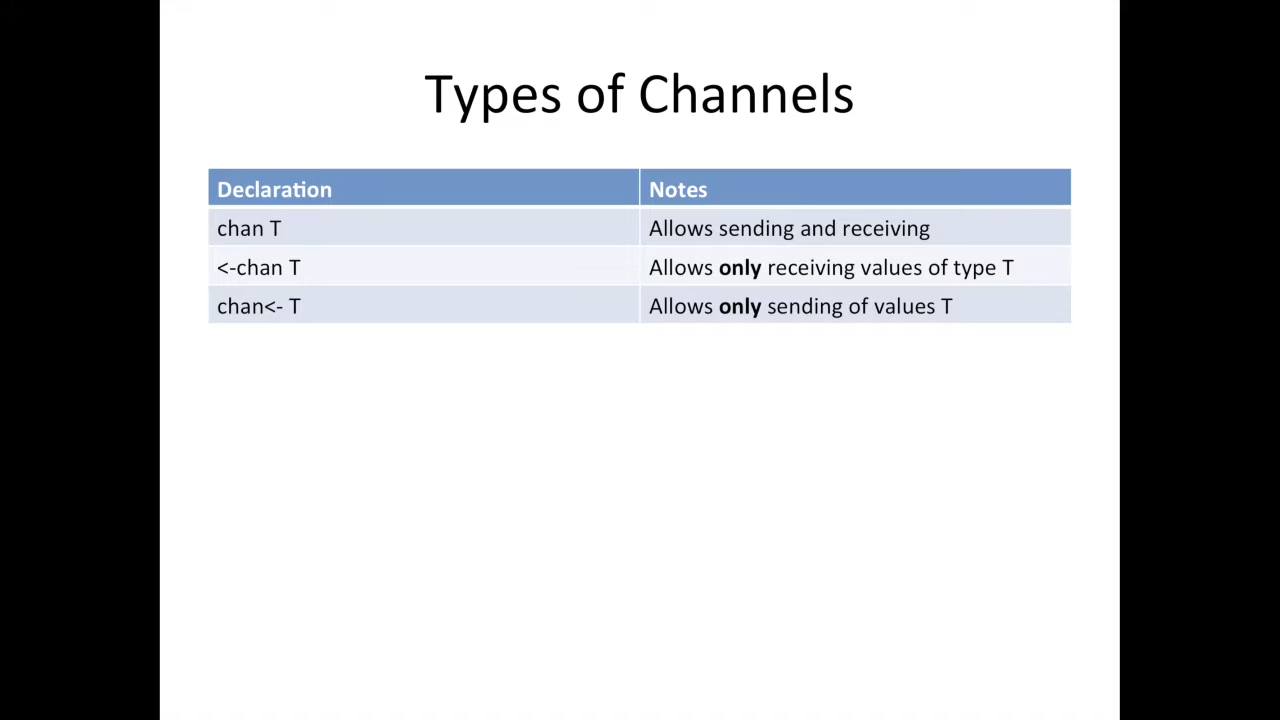 Types of Channels
Declaration Notes
chan T Allows sending and receiving
<-chan T Allows only receiving values of type T
chan<- T Allows only sending of values T